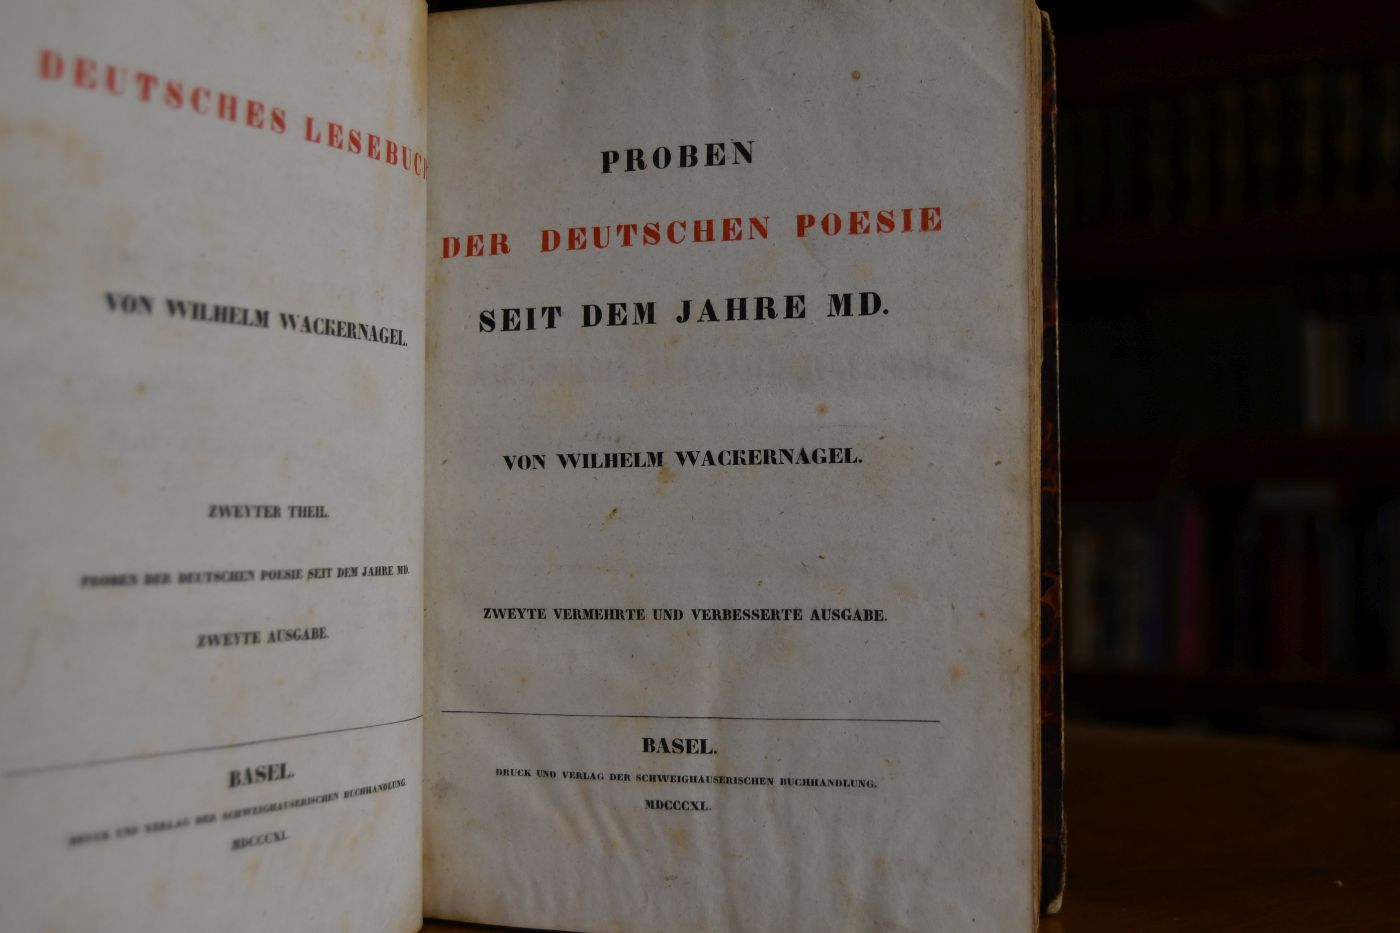 DEUTSCHES LESEBUCH
VON WILHELM WACKERNAGEL.
ZWEYTER THEIL.
PROBEN DER DEUTSCHEN POESIE SEIT DEM JAHRE MD.
ZWEYTE AUSGABE.
BASEL.
DRUCK UND VERLAG DER SCHWEIGHAUSERISCHEN BUCHHANDLUNG.
MDCCCXL.
PROBEN
DER DEUTSCHEN POESIE
SEIT DEM JAHRE MD.
VON WILHELM WACKERNAGEL.
ZWEYTE VERMEHRTE UND VERBESSERTE AUSGABE.
BASEL.
DRUCK UND VERLAG DER SCHWEIGHAUSERISCHEN BUCHHANDLUNG.
MDCCCXL.